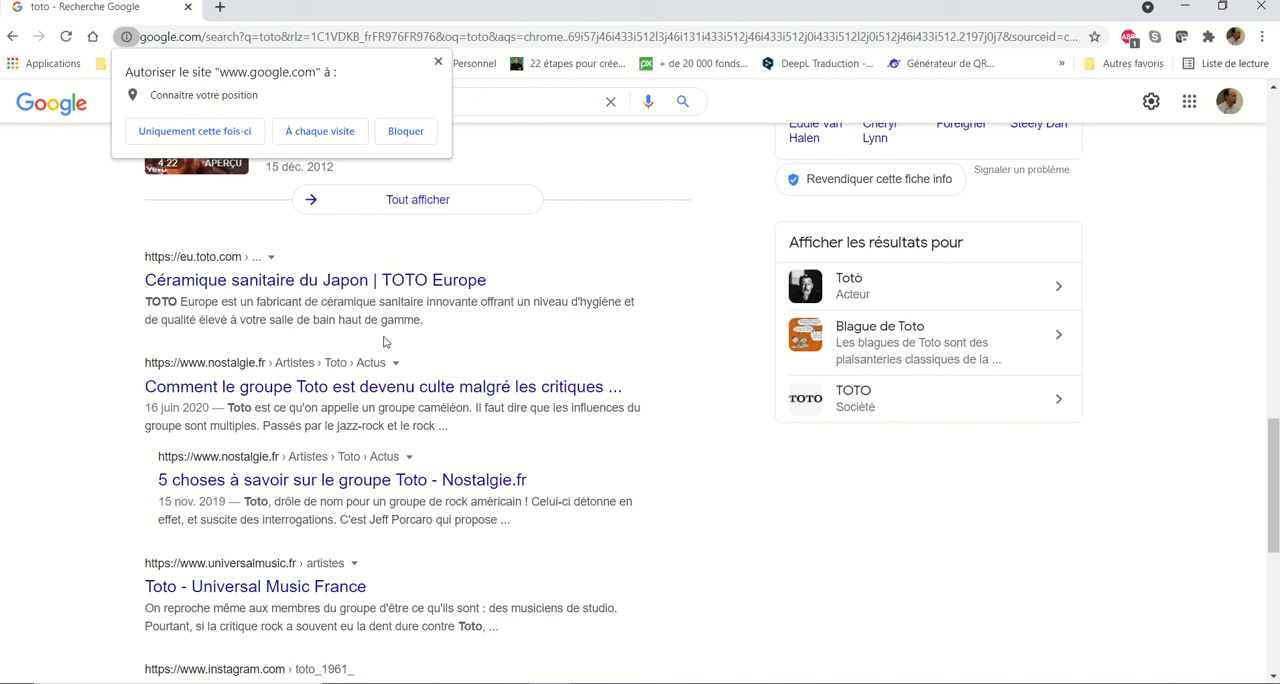 toto - Recherche Google
google.com/search?q=toto&rlz=1C1VDKB_frFR976FR976&oq=toto&aqs=chrome..69i57j46i433i512l3j46i131i433i512j46i433i512j0i433i512l2j0i512j46i433i512.2197j0j7&sourceid=c...
1
Applications
Personnel
22 étapes pour crée...
+ de 20 000 fonds...
DeepL Traduction -...
Générateur de QR...
»
Autres favoris
Liste de lecture
Autoriser le site "www.google.com" à :
Connaître votre position
Uniquement cette fois-ci
À chaque visite
Bloquer
Google
4:22
APERÇU
15 déc. 2012
Tout afficher
https://eu.toto.com › ...
Céramique sanitaire du Japon | TOTO Europe
TOTO Europe est un fabricant de céramique sanitaire innovante offrant un niveau d'hygiène et
de qualité élevé à votre salle de bain haut de gamme.
https://www.nostalgie.fr › Artistes › Toto › Actus
Comment le groupe Toto est devenu culte malgré les critiques ...
16 juin 2020 — Toto est ce qu'on appelle un groupe caméléon. Il faut dire que les influences du
groupe sont multiples. Passés par le jazz-rock et le rock ...
https://www.nostalgie.fr › Artistes › Toto › Actus
5 choses à savoir sur le groupe Toto - Nostalgie.fr
15 nov. 2019 — Toto, drôle de nom pour un groupe de rock américain ! Celui-ci détonne en
effet, et suscite des interrogations. C'est Jeff Porcaro qui propose ...
https://www.universalmusic.fr › artistes
Toto - Universal Music France
On reproche même aux membres du groupe d'être ce qu'ils sont : des musiciens de studio.
Pourtant, si la critique rock a souvent eu la dent dure contre Toto, ...
https://www.instagram.com › toto_1961_
Eddie Van
Halen
Cheryl
Lynn
Foreigner
Steely Dan
Revendiquer cette fiche info
Signaler un problème
Afficher les résultats pour
Totò
Acteur
Blague de Toto
Les blagues de Toto sont des
plaisanteries classiques de la ...
TOTO
TOTO
Société